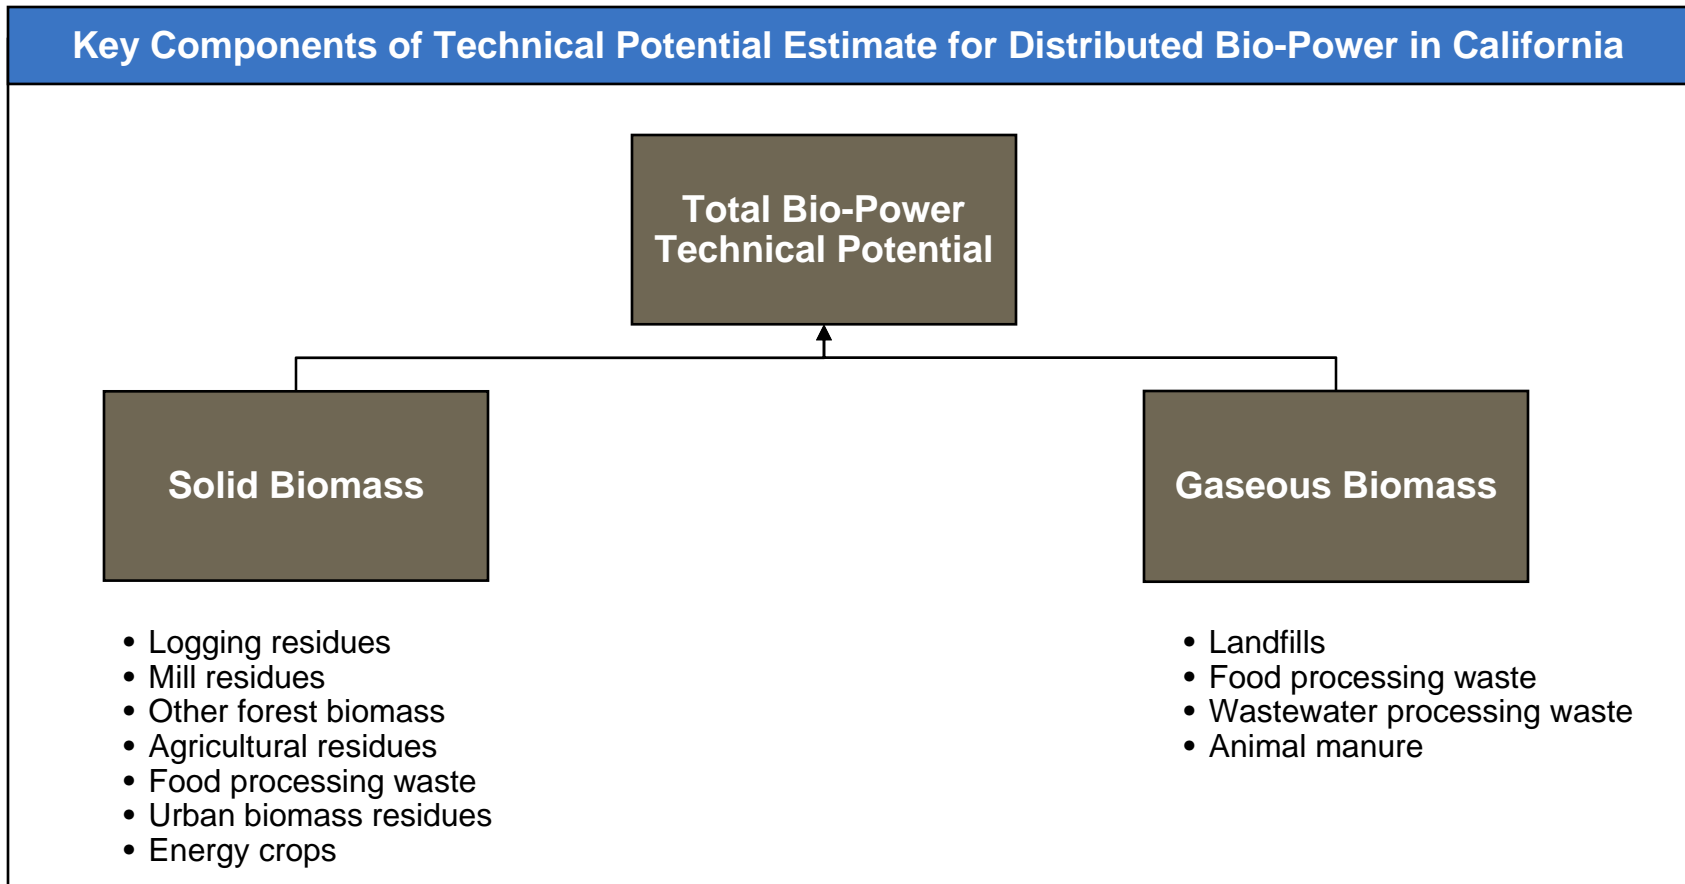 Key Components of Technical Potential Estimate for Distributed Bio-Power in California
Total Bio-Power
Technical Potential
Solid Biomass
Gaseous Biomass
• Logging residues
• Mill residues
• Other forest biomass
• Agricultural residues
• Food processing waste
• Urban biomass residues
• Energy crops
• Landfills
• Food processing waste
• Wastewater processing waste
• Animal manure